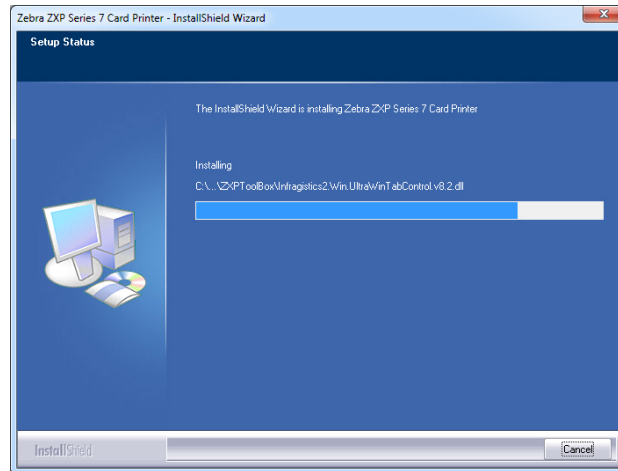 Zebra ZXP Series 7 Card Printer - InstallShield Wizard
Setup Status
The InstallShield Wizard is installing Zebra ZXP Series 7 Card Printer
Installing
C:\...\ZXPToolBox\Infragistics2.Win.UltraWinTabControl.v8.2.dll
InstallShield
Cancel